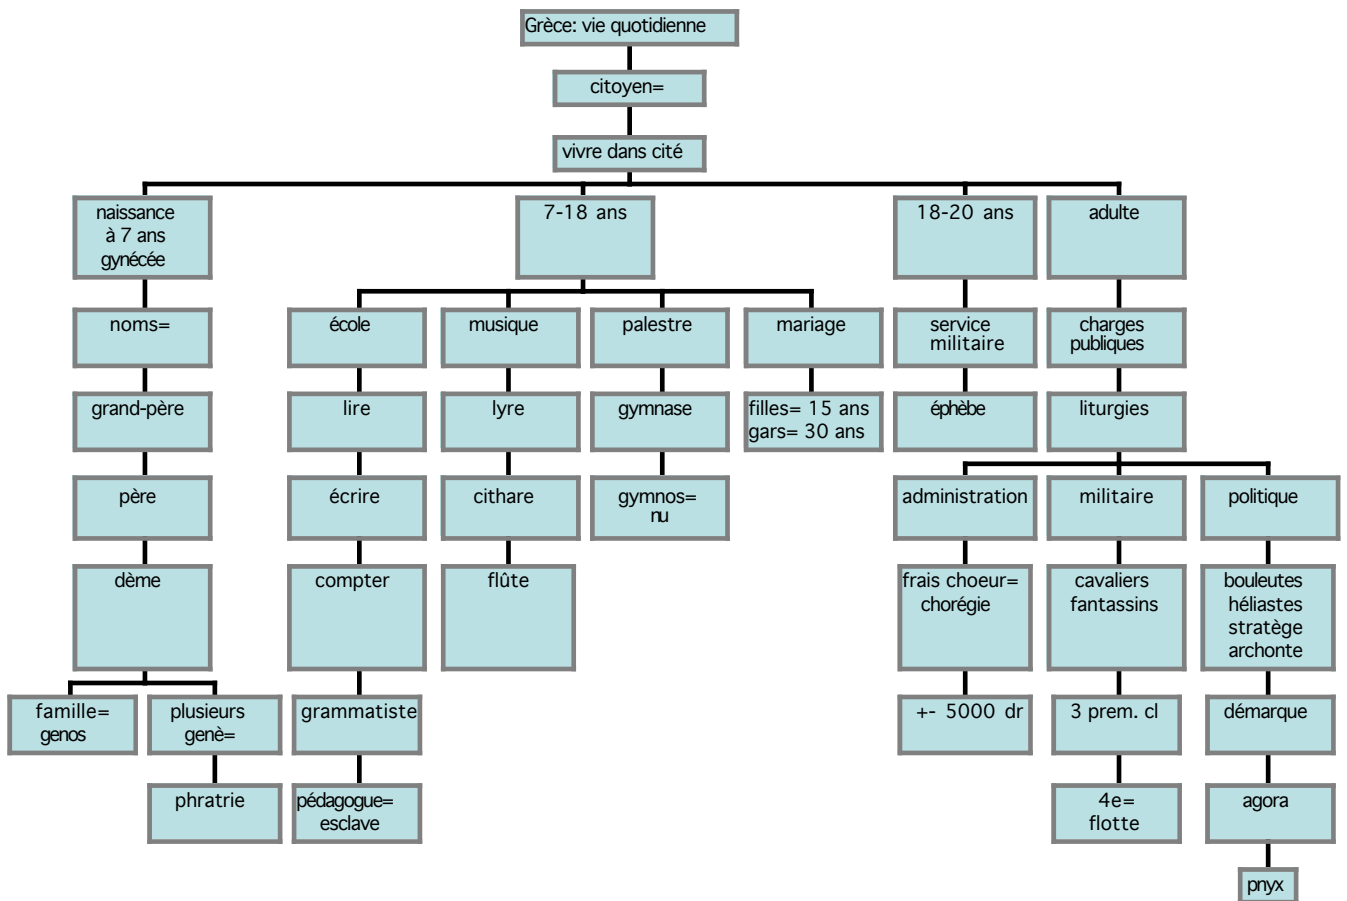 Grèce: vie quotidienne
citoyen=
vivre dans cité
naissance
à 7 ans
gynécée
7-18 ans
18-20 ans
adulte
noms=
école
musique
palestre
mariage
service
militaire
charges
publiques
grand-père
lire
lyre
gymnase
filles= 15 ans
gars= 30 ans
éphèbe
liturgies
père
écrire
cithare
gymnos=
nu
administration
militaire
politique
dème
compter
flûte
frais choeur=
chorégie
cavaliers
fantassins
bouleutes
héliastes
stratège
archonte
famille=
genos
plusieurs
genè=
grammatiste
+- 5000 dr
3 prem. cl
démarque
phratrie
pédagogue=
esclave
4e=
flotte
agora
pnyx